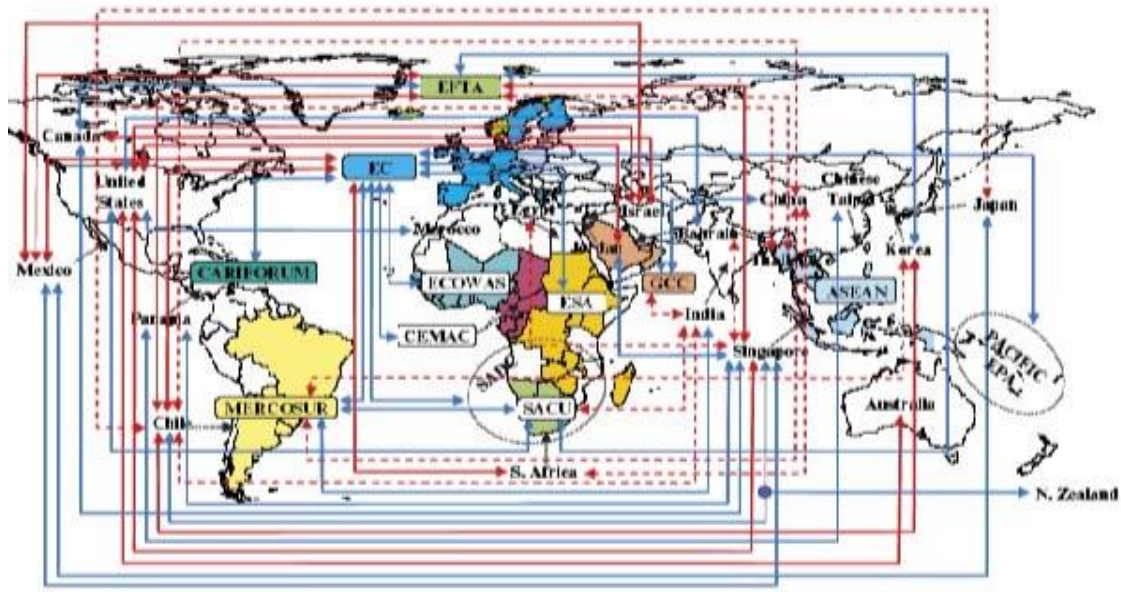 EFTA
Canada
EC
United
States
Chinese
Taipei
China
Japan
Israel
Bahrain
Morocco
Korea
Mexico
CARIFORUM
ECOWAS
ESA
GCC
ASEAN
India
Panama
CEMAC
Singapore
PACIFIC
EPA
MERCOSUR
SACU
Australia
Chile
S. Africa
N. Zealand